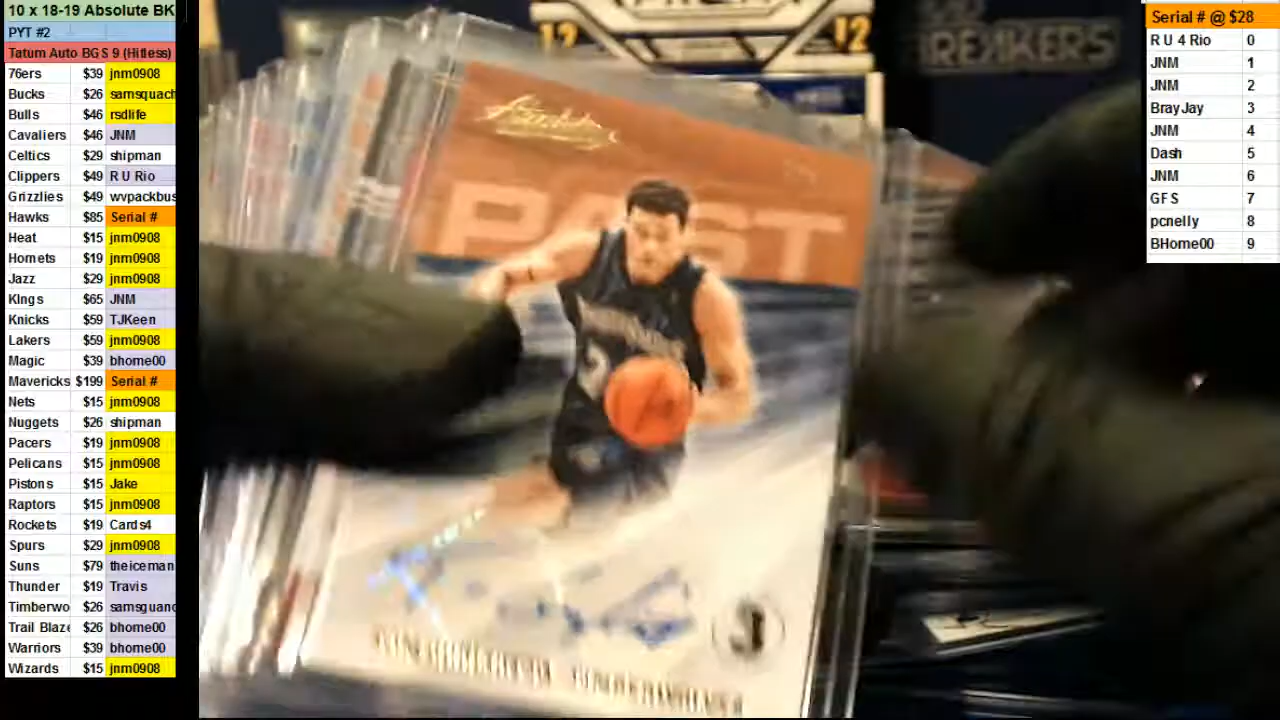 10 x 18-19 Absolute BK
PYT #2
Tatum Auto BGS 9 (Hitless)
76ers $39 jnm0908
Bucks $26 samsquach
Bulls $46 rsdlife
Cavaliers $46 JNM
Celtics $29 shipman
Clippers $49 R U Rio
Grizzlies $49 wvpackbus
Hawks $85 Serial #
Heat $15 jnm0908
Hornets $19 jnm0908
Jazz $29 jnm0908
KIngs $65 JNM
Knicks $59 TJKeen
Lakers $59 jnm0908
Magic $39 bhome00
Mavericks $199 Serial #
Nets $15 jnm0908
Nuggets $26 shipman
Pacers $19 jnm0908
Pelicans $15 jnm0908
Pistons $15 Jake
Raptors $15 jnm0908
Rockets $19 Cards4
Spurs $29 jnm0908
Suns $79 theiceman
Thunder $19 Travis
Timberwo $26 samsguanc
Trail Blaze $26 bhome00
Warriors $39 bhome00
Wizards $15 jnm0908
12
12
BREAKERS
Absolute
PAST
Serial # @ $28
R U 4 Rio 0
JNM 1
JNM 2
BrayJay 3
JNM 4
Dash 5
JNM 6
GFS 7
pcnelly 8
BHome00 9